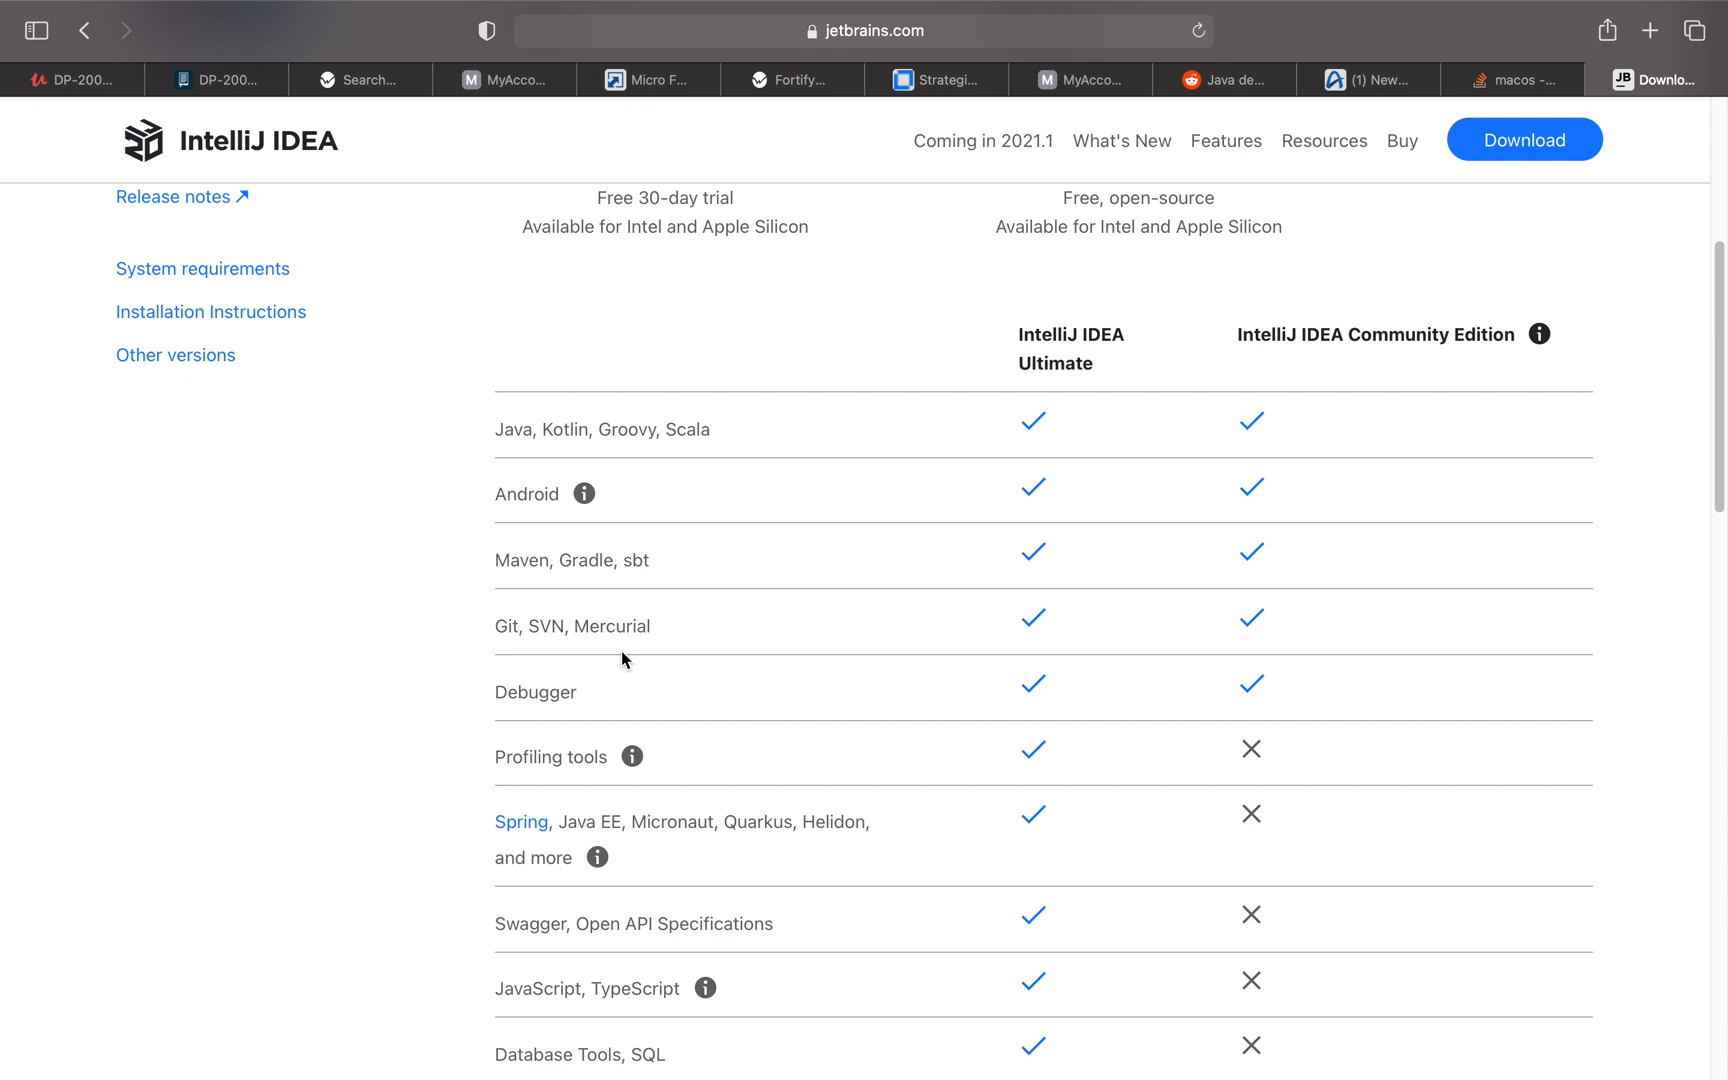 jetbrains.com
DP-200...
DP-200...
Search...
M MyAcco...
Micro F...
Fortify...
Strategi...
M MyAcco...
Java de...
(1) New...
macos -...
JB Downlo...
IntelliJ IDEA
Coming in 2021.1 What's New Features Resources Buy Download
Release notes ↗
System requirements
Installation Instructions
Other versions
Free 30-day trial
Available for Intel and Apple Silicon
Free, open-source
Available for Intel and Apple Silicon
IntelliJ IDEA
Ultimate
IntelliJ IDEA Community Edition
Java, Kotlin, Groovy, Scala
Android
Maven, Gradle, sbt
Git, SVN, Mercurial
Debugger
Profiling tools
Spring, Java EE, Micronaut, Quarkus, Helidon,
and more
Swagger, Open API Specifications
JavaScript, TypeScript
Database Tools, SQL